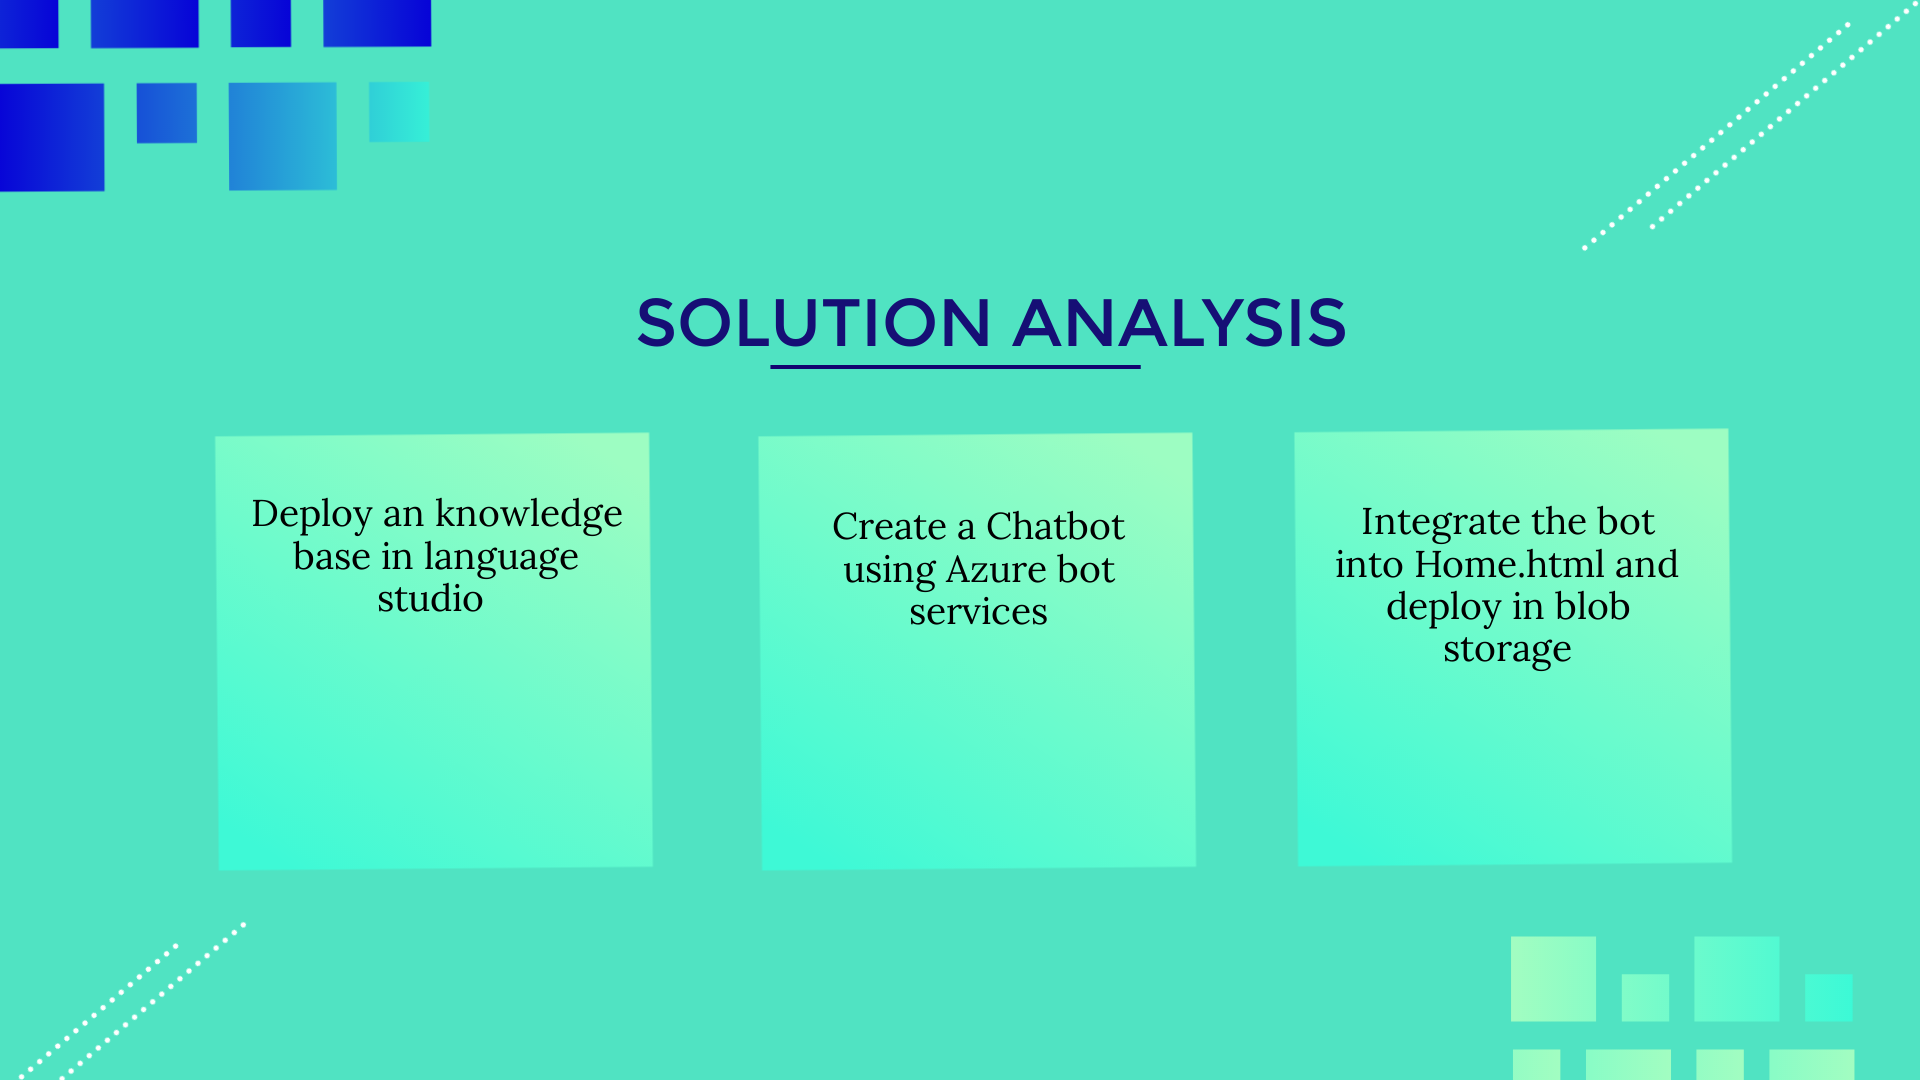 SOLUTION ANALYSIS
Deploy an knowledge
base in language
studio
Create a Chatbot
using Azure bot
services
Integrate the bot
into Home.html and
deploy in blob
storage